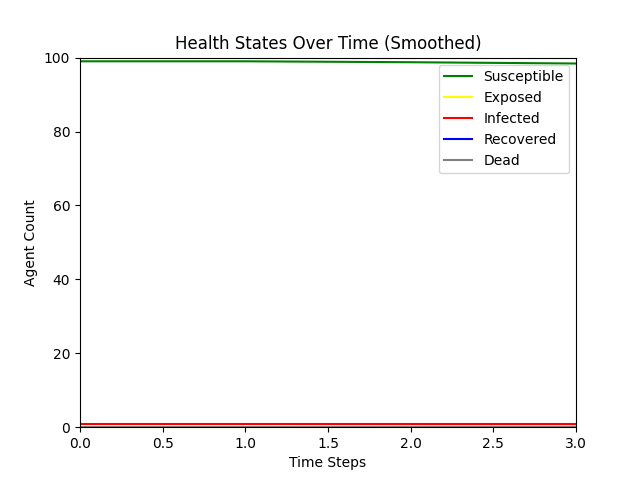 Health States Over Time (Smoothed)
100
80
60
40
20
0
Agent Count
Susceptible
Exposed
Infected
Recovered
Dead
0.0 0.5 1.0 1.5 2.0 2.5 3.0
Time Steps